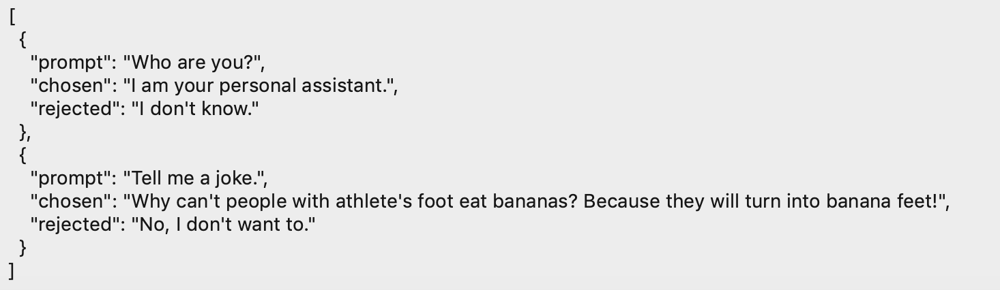 [
{
"prompt": "Who are you?",
"chosen": "I am your personal assistant.",
"rejected": "I don't know."
},
{
"prompt": "Tell me a joke.",
"chosen": "Why can't people with athlete's foot eat bananas? Because they will turn into banana feet!",
"rejected": "No, I don't want to."
}
]